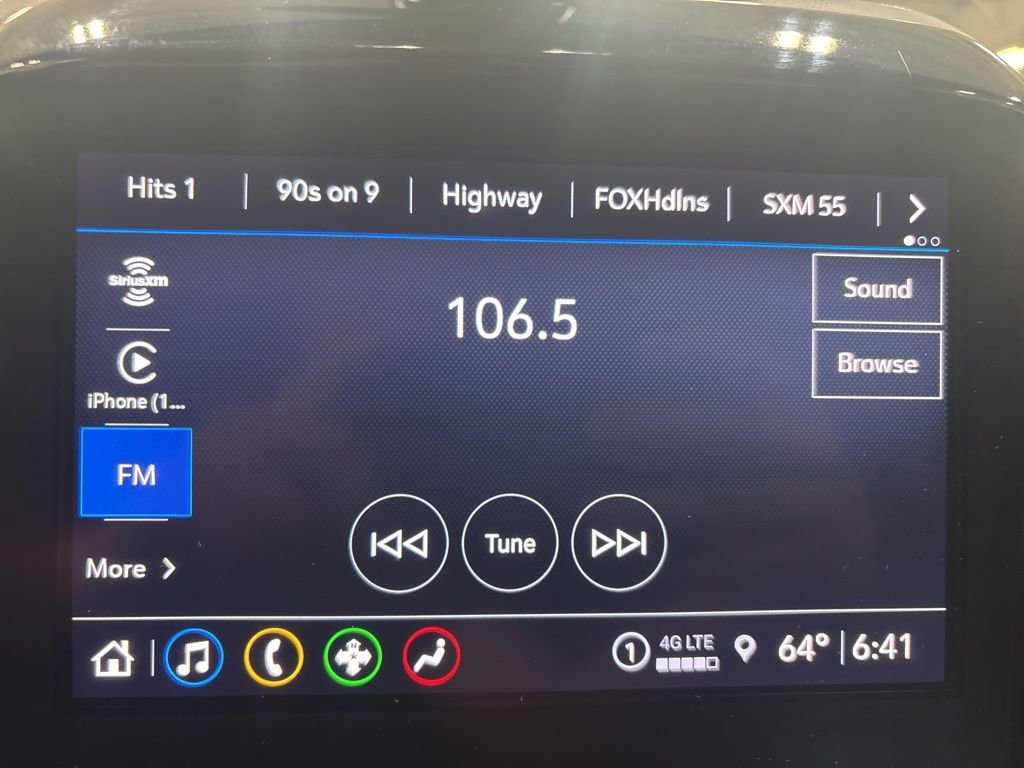 Hits 1 90s on 9 Highway FOXHdlns SXM 55
SiriusXM
106.5
Sound
Browse
iPhone (1...
FM
Tune
More
1 4G LTE 64° 6:41